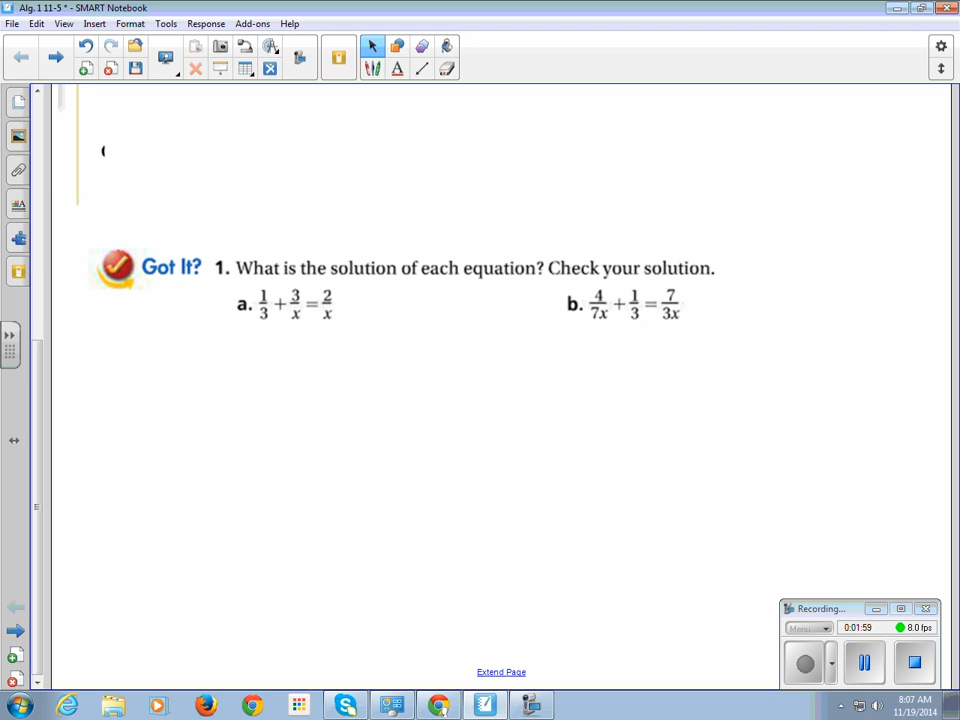 Alg.1 11-5 * - SMART Notebook
File Edit View Insert Format Tools Response Add-ons Help
Got It? 1. What is the solution of each equation? Check your solution.
a. 1/3 + 3/x = 2/x b. 4/7x + 1/3 = 7/3x
Recording...
Menu 0:01:59 8.0 fps
Extend Page
8:07 AM
11/19/2014